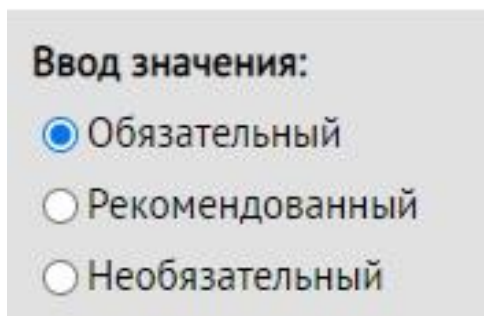 Ввод значения:
Обязательный
Рекомендованный
Необязательный